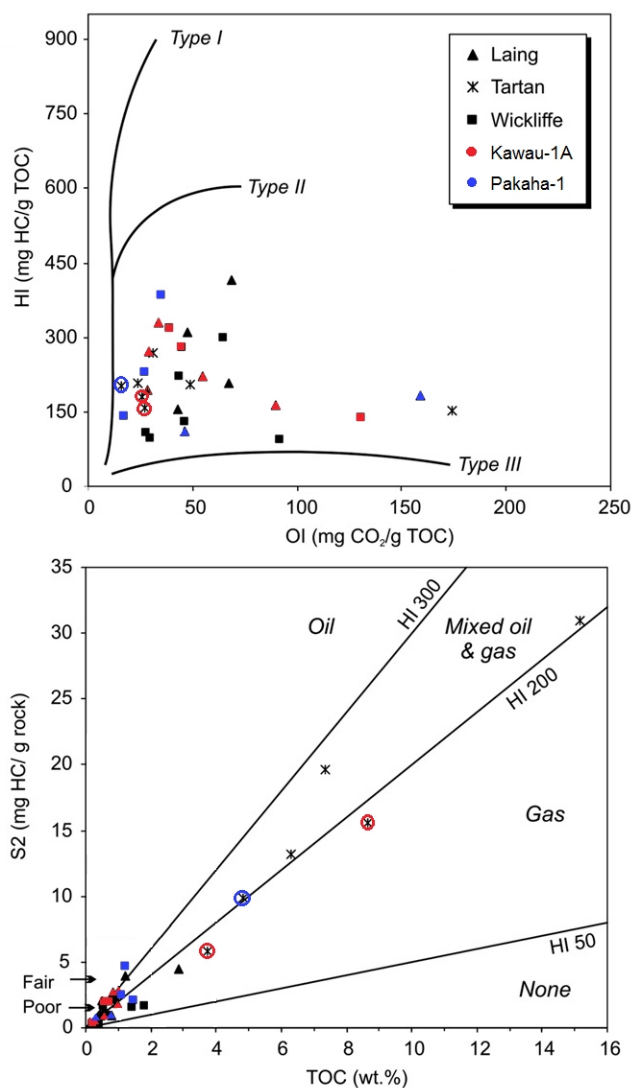 900
750
600
450
300
150
0
HI (mg HC/g TOC)
Type I
Type II
Type III
Laing
Tartan
Wickliffe
Kawau-1A
Pakaha-1
0 50 100 150 200 250
OI (mg CO₂/g TOC)
35
30
25
20
15
10
5
0
S2 (mg HC/ g rock)
Fair
Poor
Oil
HI 300
Mixed oil
& gas
HI 200
Gas
HI 50
None
0 2 4 6 8 10 12 14 16
TOC (wt.%)